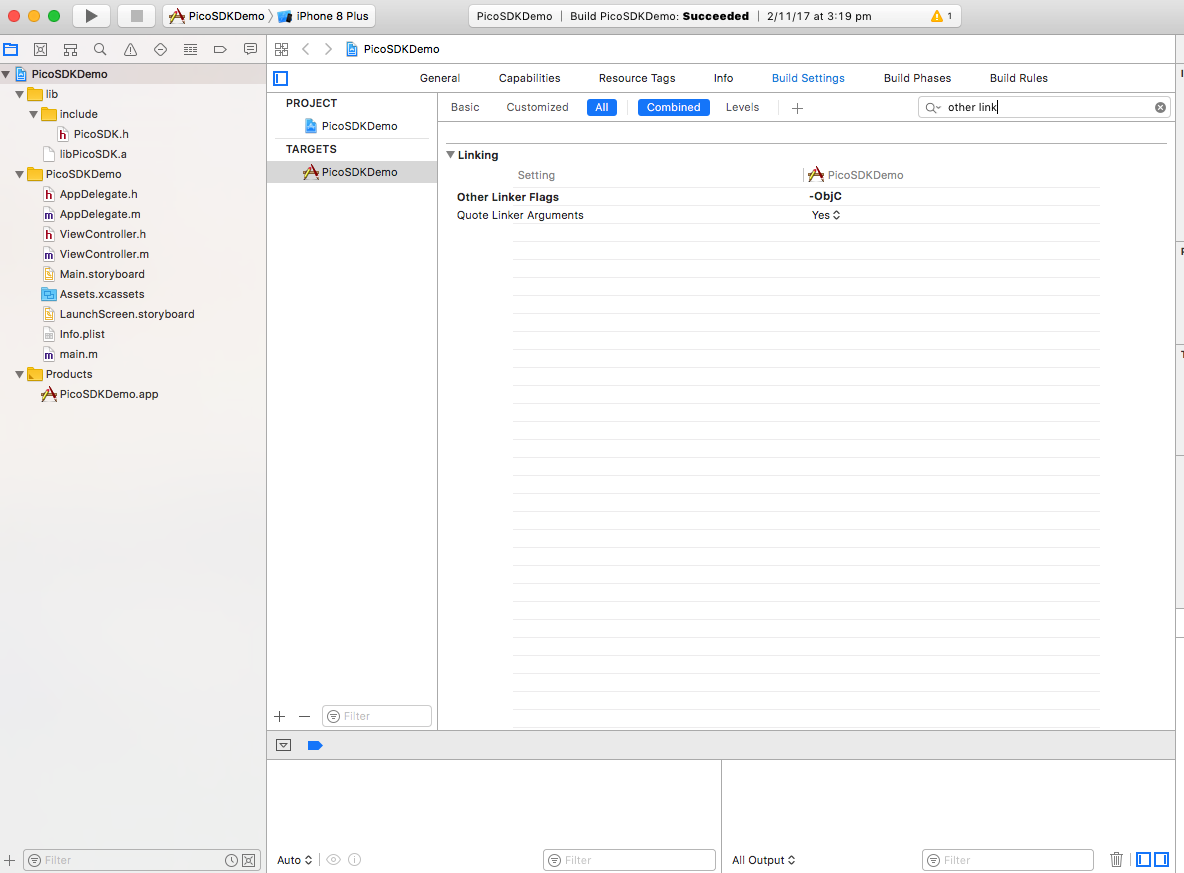 PicoSDKDemo iPhone 8 Plus
PicoSDKDemo | Build PicoSDKDemo: Succeeded | 2/11/17 at 3:19 pm 1
PicoSDKDemo
PicoSDKDemo
lib
include
PicoSDK.h
libPicoSDK.a
PicoSDKDemo
AppDelegate.h
AppDelegate.m
ViewController.h
ViewController.m
Main.storyboard
Assets.xcassets
LaunchScreen.storyboard
Info.plist
main.m
Products
PicoSDKDemo.app
Filter
General Capabilities Resource Tags Info Build Settings Build Phases Build Rules
PROJECT
PicoSDKDemo
TARGETS
PicoSDKDemo
Filter
Basic Customized All Combined Levels other link
Linking
Setting PicoSDKDemo
Other Linker Flags -ObjC
Quote Linker Arguments Yes
Auto Filter All Output Filter